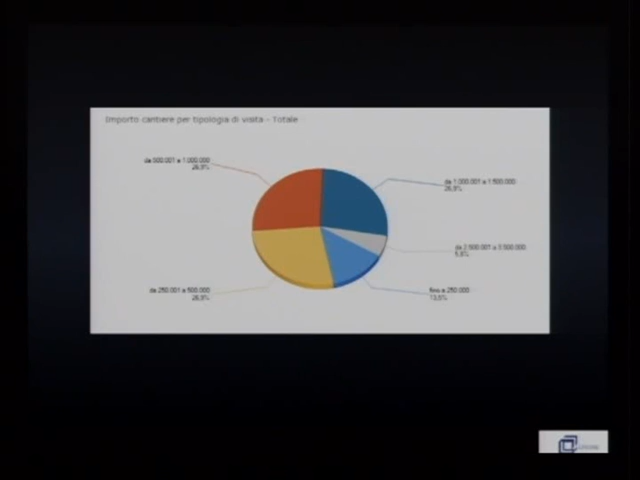 Importo cantiere per tipologia di visita - Totale
da 500.001 a 1.000.000
26,9%
da 1.000.001 a 1.500.000
26,9%
da 2.500.001 a 3.500.000
5,8%
da 250.001 a 500.000
26,9%
fino a 250.000
13,5%